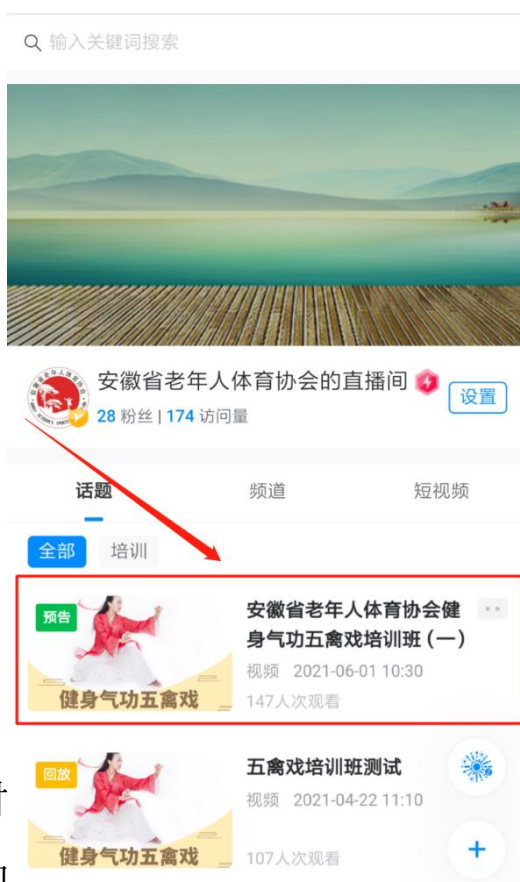 输入关键词搜索
安徽省老年人体育协会的直播间
设置
28 粉丝 | 174 访问量
话题 频道 短视频
全部 培训
预告
健身气功五禽戏
安徽省老年人体育协会健
身气功五禽戏培训班（一）
视频 2021-06-01 10:30
147人次观看
回放
健身气功五禽戏
五禽戏培训班测试
视频 2021-04-22 11:10
107人次观看